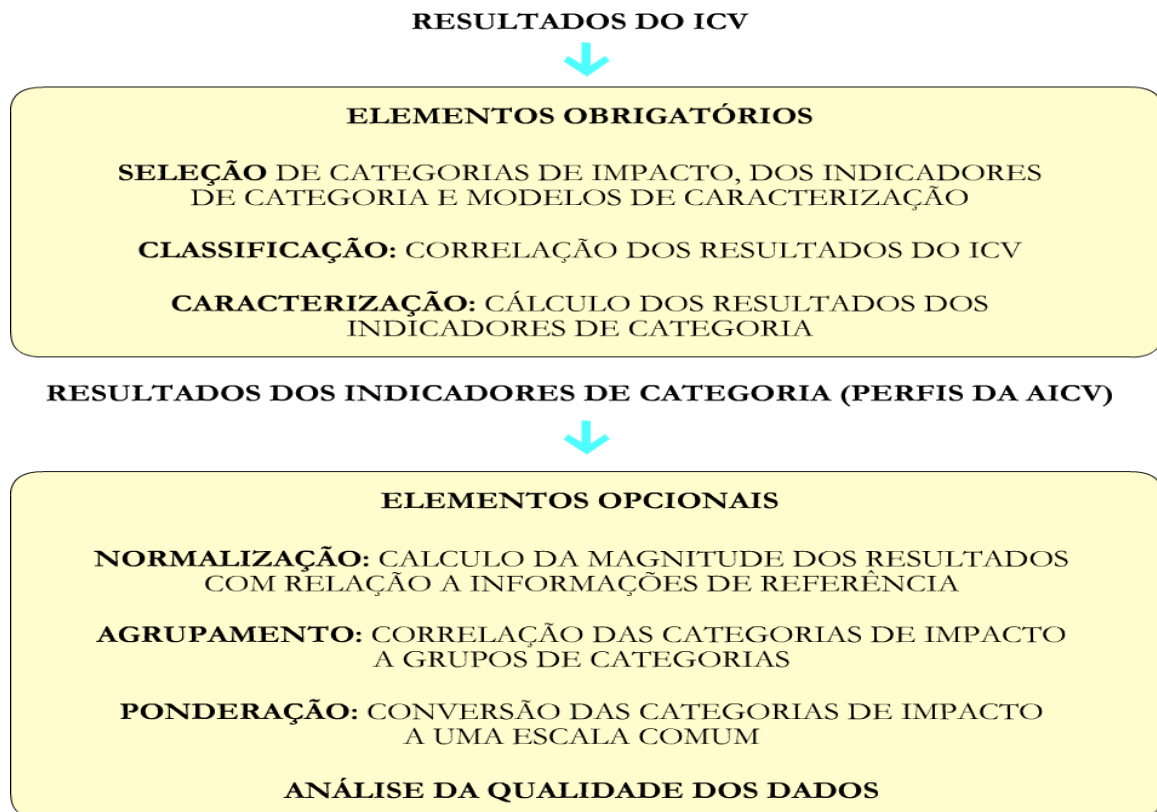 RESULTADOS DO ICV
ELEMENTOS OBRIGATÓRIOS
SELEÇÃO DE CATEGORIAS DE IMPACTO, DOS INDICADORES
DE CATEGORIA E MODELOS DE CARACTERIZAÇÃO
CLASSIFICAÇÃO: CORRELAÇÃO DOS RESULTADOS DO ICV
CARACTERIZAÇÃO: CÁLCULO DOS RESULTADOS DOS
INDICADORES DE CATEGORIA
RESULTADOS DOS INDICADORES DE CATEGORIA (PERFIS DA AICV)
ELEMENTOS OPCIONAIS
NORMALIZAÇÃO: CALCULO DA MAGNITUDE DOS RESULTADOS
COM RELAÇÃO A INFORMAÇÕES DE REFERÊNCIA
AGRUPAMENTO: CORRELAÇÃO DAS CATEGORIAS DE IMPACTO
A GRUPOS DE CATEGORIAS
PONDERAÇÃO: CONVERSÃO DAS CATEGORIAS DE IMPACTO
A UMA ESCALA COMUM
ANÁLISE DA QUALIDADE DOS DADOS